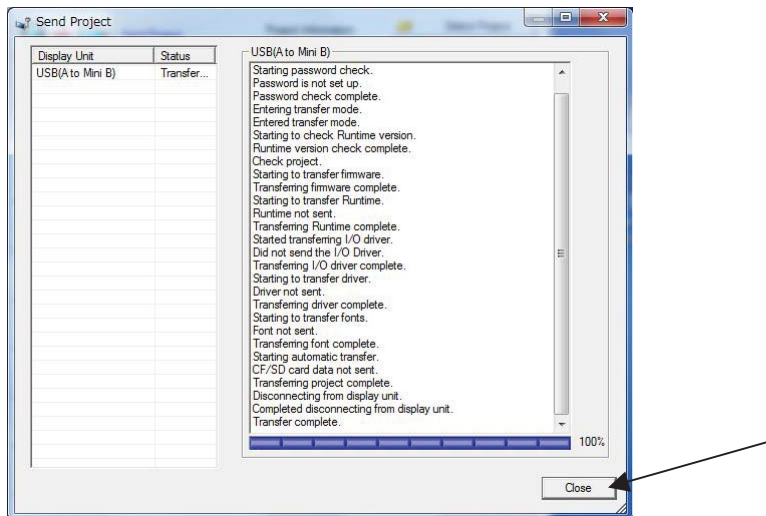 Send Project
Display Unit Status
USB(A to Mini B) Transfer...
USB(A to Mini B)
Starting password check.
Password is not set up.
Password check complete.
Entering transfer mode.
Entered transfer mode.
Starting to check Runtime version.
Runtime version check complete.
Check project.
Starting to transfer firmware.
Transferring firmware complete.
Starting to transfer Runtime.
Runtime not sent.
Transferring Runtime complete.
Started transferring I/O driver.
Did not send the I/O Driver.
Transferring I/O driver complete.
Starting to transfer driver.
Driver not sent.
Transferring driver complete.
Starting to transfer fonts.
Font not sent.
Transferring font complete.
Starting automatic transfer.
CF/SD card data not sent.
Transferring project complete.
Disconnecting from display unit.
Completed disconnecting from display unit.
Transfer complete.
100%
Close